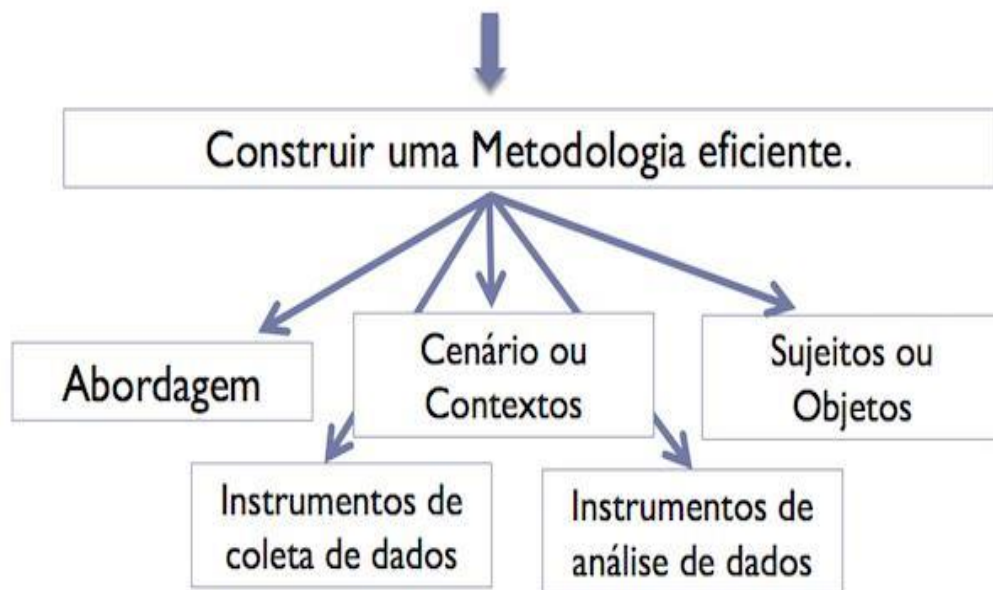 Construir uma Metodologia eficiente.
Abordagem
Cenário ou
Contextos
Sujeitos ou
Objetos
Instrumentos de
coleta de dados
Instrumentos de
análise de dados